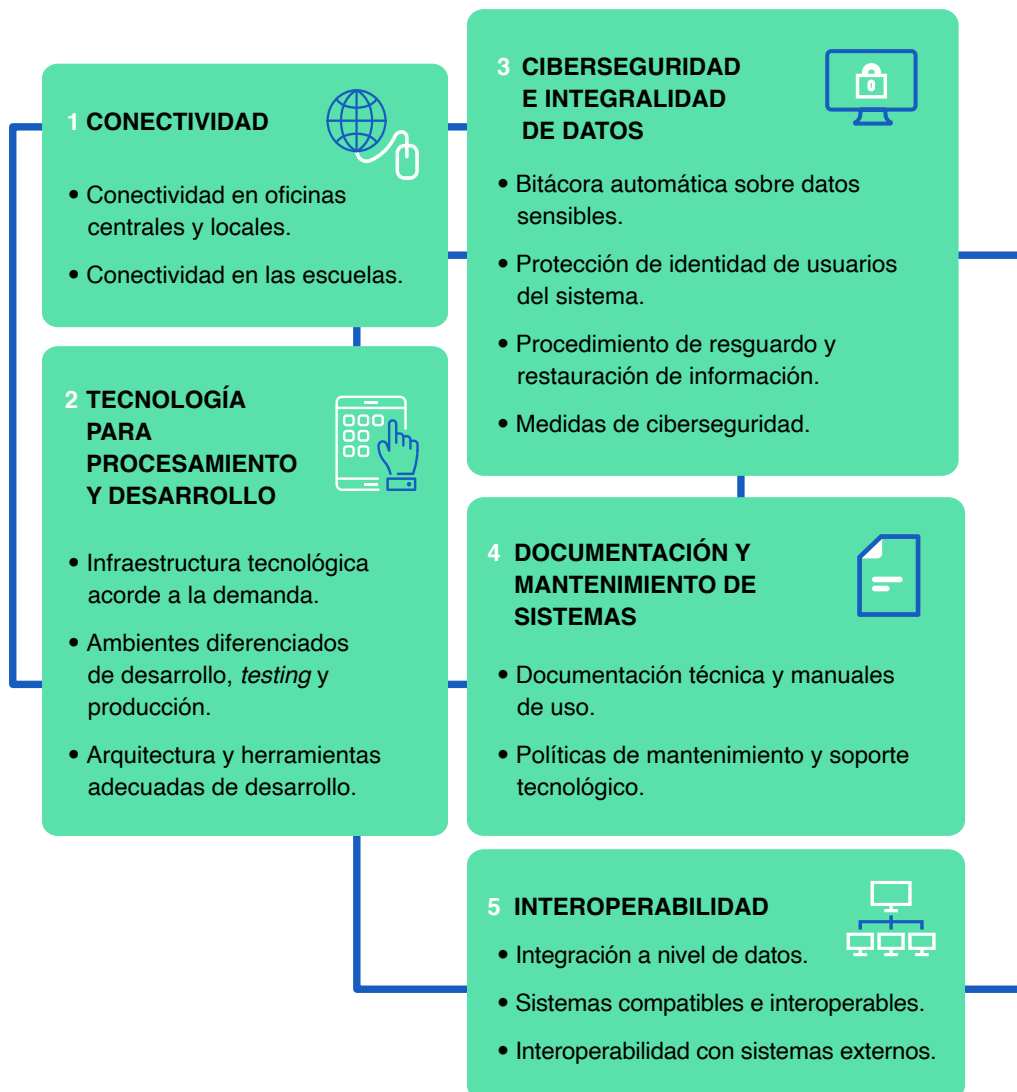 1 CONECTIVIDAD
• Conectividad en oficinas
centrales y locales.
• Conectividad en las escuelas.
2 TECNOLOGÍA
PARA
PROCESAMIENTO
Y DESARROLLO
• Infraestructura tecnológica
acorde a la demanda.
• Ambientes diferenciados
de desarrollo, testing y
producción.
• Arquitectura y herramientas
adecuadas de desarrollo.
3 CIBERSEGURIDAD
E INTEGRALIDAD
DE DATOS
• Bitácora automática sobre datos
sensibles.
• Protección de identidad de usuarios
del sistema.
• Procedimiento de resguardo y
restauración de información.
• Medidas de ciberseguridad.
4 DOCUMENTACIÓN Y
MANTENIMIENTO DE
SISTEMAS
• Documentación técnica y manuales
de uso.
• Políticas de mantenimiento y soporte
tecnológico.
5 INTEROPERABILIDAD
• Integración a nivel de datos.
• Sistemas compatibles e interoperables.
• Interoperabilidad con sistemas externos.